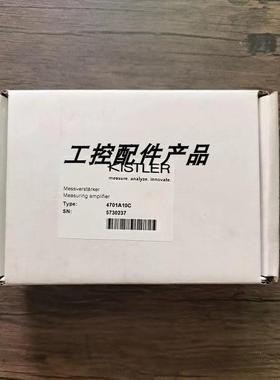 工控配件产品
KISTLER
measure. analyze. innovate.
Messverstärker
Measuring amplifier
Type: 4701A10C
SN: 5730237